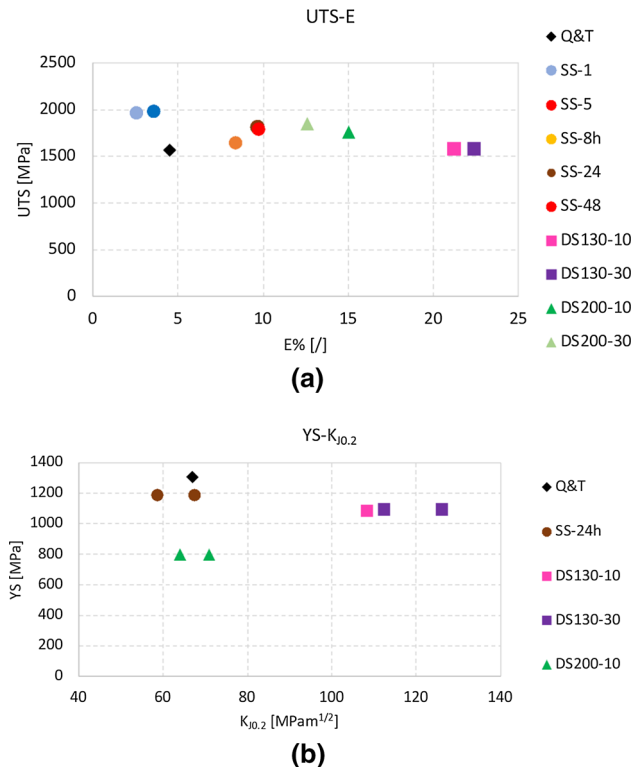 UTS-E
UTS [MPa]
2500
2000
1500
1000
500
0
0 5 10 15 20 25
E% [/]
Q&T
SS-1
SS-5
SS-8h
SS-24
SS-48
DS130-10
DS130-30
DS200-10
DS200-30
(a)
YS-KJ0.2
YS [MPa]
1400
1200
1000
800
600
400
200
0
40 60 80 100 120 140
KJ0.2 [MPam1/2]
Q&T
SS-24h
DS130-10
DS130-30
DS200-10
(b)